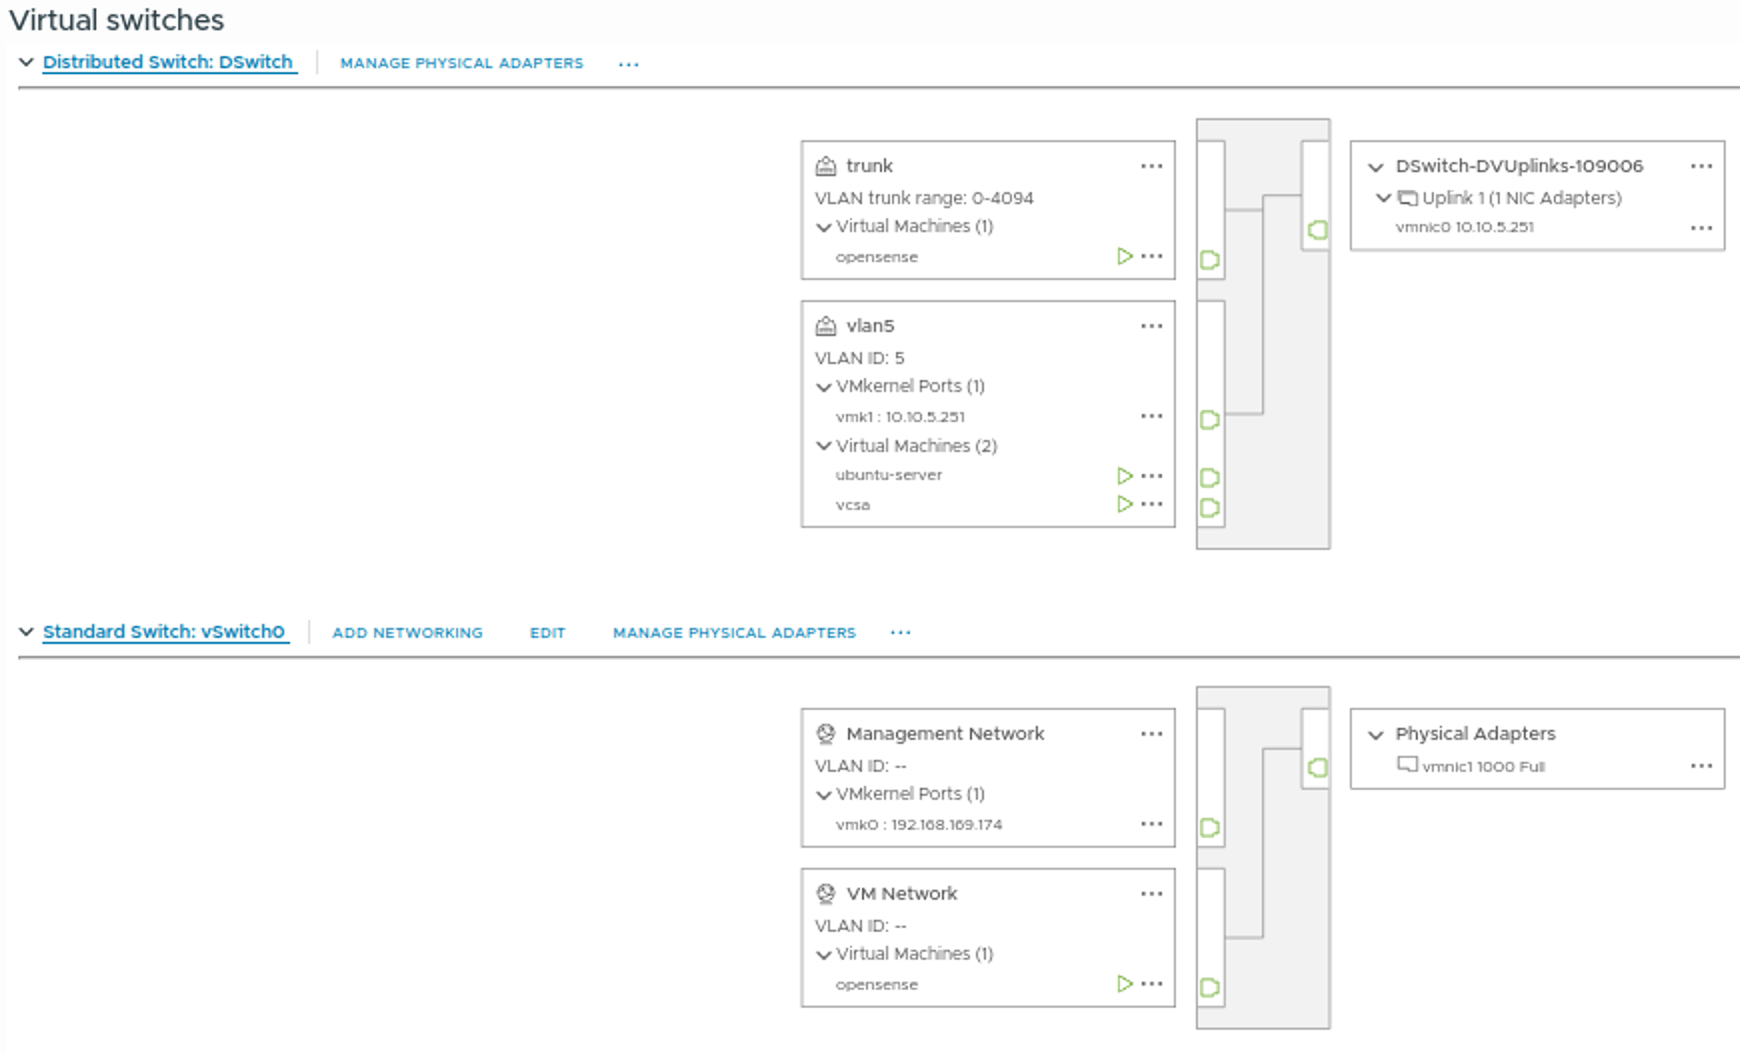 Virtual switches
Distributed Switch: DSwitch MANAGE PHYSICAL ADAPTERS ...
trunk ...
VLAN trunk range: 0-4094
Virtual Machines (1)
opensense ...
vlan5 ...
VLAN ID: 5
VMkernel Ports (1)
vmk1 : 10.10.5.251 ...
Virtual Machines (2)
ubuntu-server ...
vcsa ...
DSwitch-DVUplinks-109006 ...
Uplink 1 (1 NIC Adapters)
vmnic0 10.10.5.251 ...
Standard Switch: vSwitch0 ADD NETWORKING EDIT MANAGE PHYSICAL ADAPTERS ...
Management Network ...
VLAN ID: --
VMkernel Ports (1)
vmk0 : 192.168.169.174 ...
VM Network ...
VLAN ID: --
Virtual Machines (1)
opensense ...
Physical Adapters
vmnic1 1000 Full ...